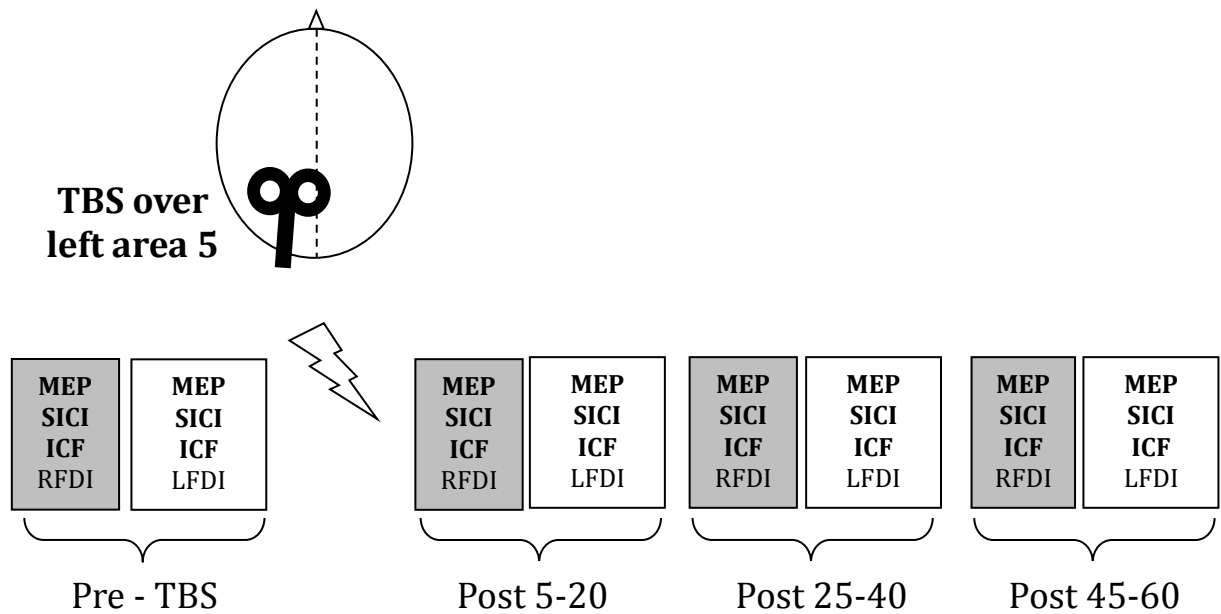 TBS over
left area 5
MEP
SICI
ICF
RFDI
MEP
SICI
ICF
LFDI
MEP
SICI
ICF
RFDI
MEP
SICI
ICF
LFDI
MEP
SICI
ICF
RFDI
MEP
SICI
ICF
LFDI
MEP
SICI
ICF
RFDI
MEP
SICI
ICF
LFDI
Pre - TBS
Post 5-20
Post 25-40
Post 45-60